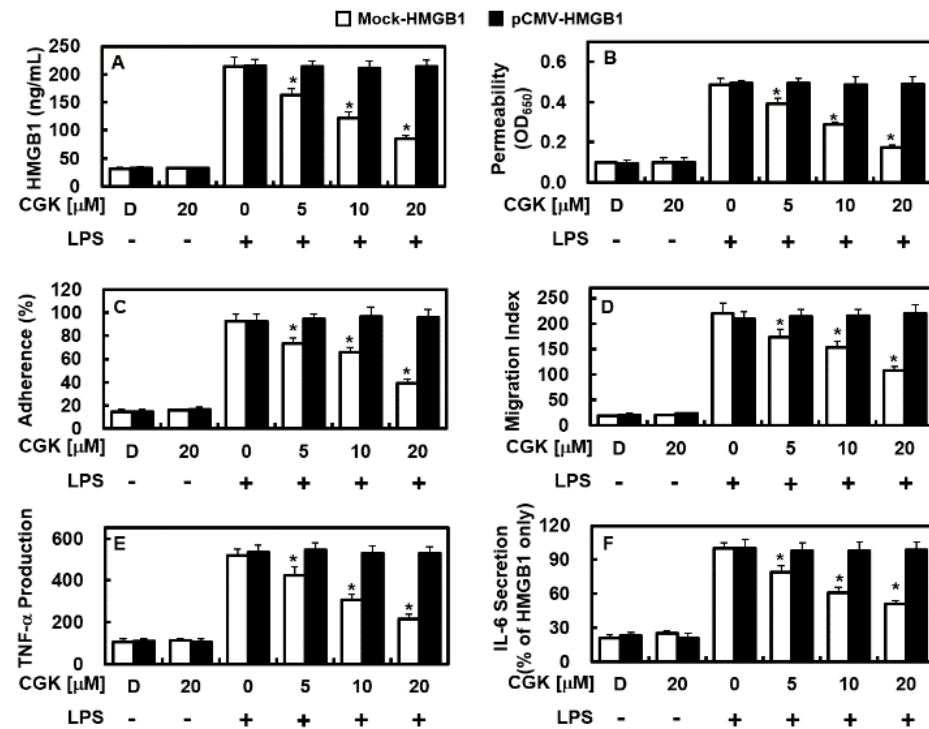 Mock-HMGB1 pCMV-HMGB1
A
HMGB1 (ng/mL)
250
200
150
100
50
0
* * *
CGK [μM] D 20 0 5 10 20
LPS - - + + + +
B
Permeability
(OD650)
0.6
0.4
0.2
0.0
* * *
CGK [μM] D 20 0 5 10 20
LPS - - + + + +
C
Adherence (%)
120
100
80
60
40
20
0
* * *
CGK [μM] D 20 0 5 10 20
LPS - - + + + +
D
Migration Index
250
200
150
100
50
0
* * *
CGK [μM] D 20 0 5 10 20
LPS - - + + + +
E
TNF-α Production
600
400
200
0
* * *
CGK [μM] D 20 0 5 10 20
LPS - - + + + +
F
IL-6 Secretion
(% of HMGB1 only)
120
90
60
30
0
* * *
CGK [μM] D 20 0 5 10 20
LPS - - + + + +